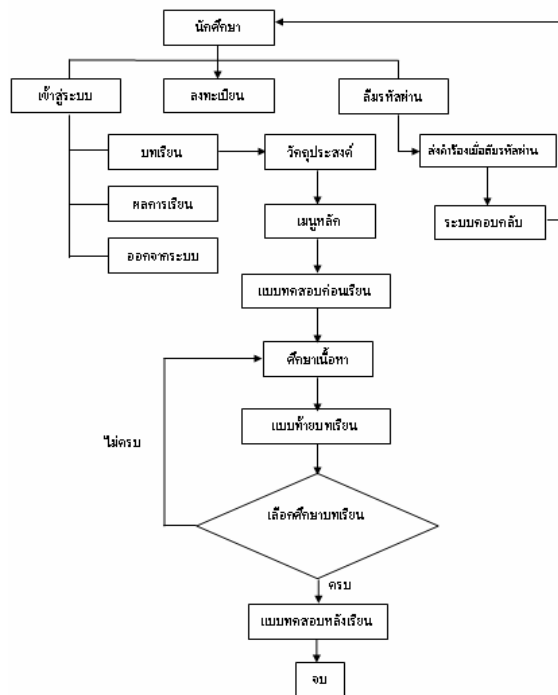 นักศึกษา
เข้าสู่ระบบ
ลงทะเบียน
ลืมรหัสผ่าน
บทเรียน
วัตถุประสงค์
ส่งคำร้องเมื่อลืมรหัสผ่าน
ผลการเรียน
เมนูหลัก
ระบบตอบกลับ
ออกจากระบบ
แบบทดสอบก่อนเรียน
ศึกษาเนื้อหา
แบบท้ายบทเรียน
ไม่ครบ
เลือกศึกษาบทเรียน
ครบ
แบบทดสอบหลังเรียน
จบ